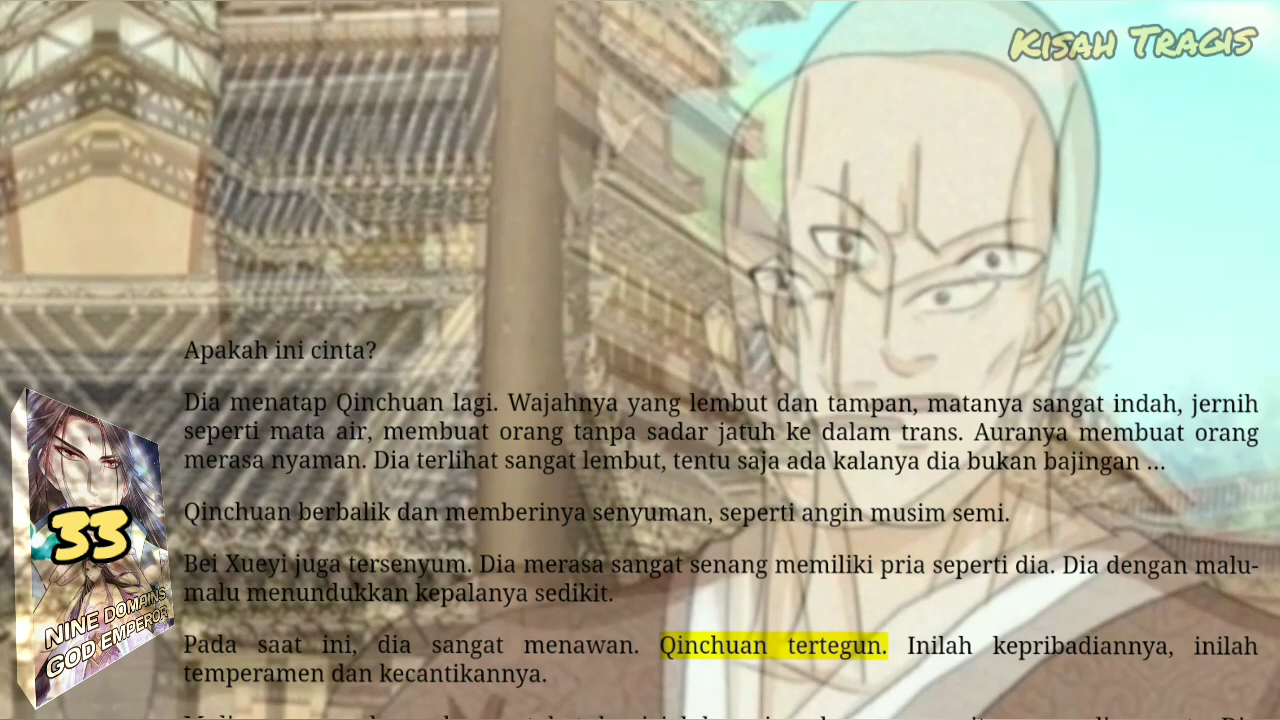 Kisah Tragis
Apakah ini cinta?
Dia menatap Qinchuan lagi. Wajahnya yang lembut dan tampan, matanya sangat indah, jernih
seperti mata air, membuat orang tanpa sadar jatuh ke dalam trans. Auranya membuat orang
merasa nyaman. Dia terlihat sangat lembut, tentu saja ada kalanya dia bukan bajingan ...
Qinchuan berbalik dan memberinya senyuman, seperti angin musim semi.
Bei Xueyi juga tersenyum. Dia merasa sangat senang memiliki pria seperti dia. Dia dengan malu-
malu menundukkan kepalanya sedikit.
Pada saat ini, dia sangat menawan. Qinchuan tertegun. Inilah kepribadiannya, inilah
temperamen dan kecantikannya.
33
NINE DOMAINS
GOD EMPEROR